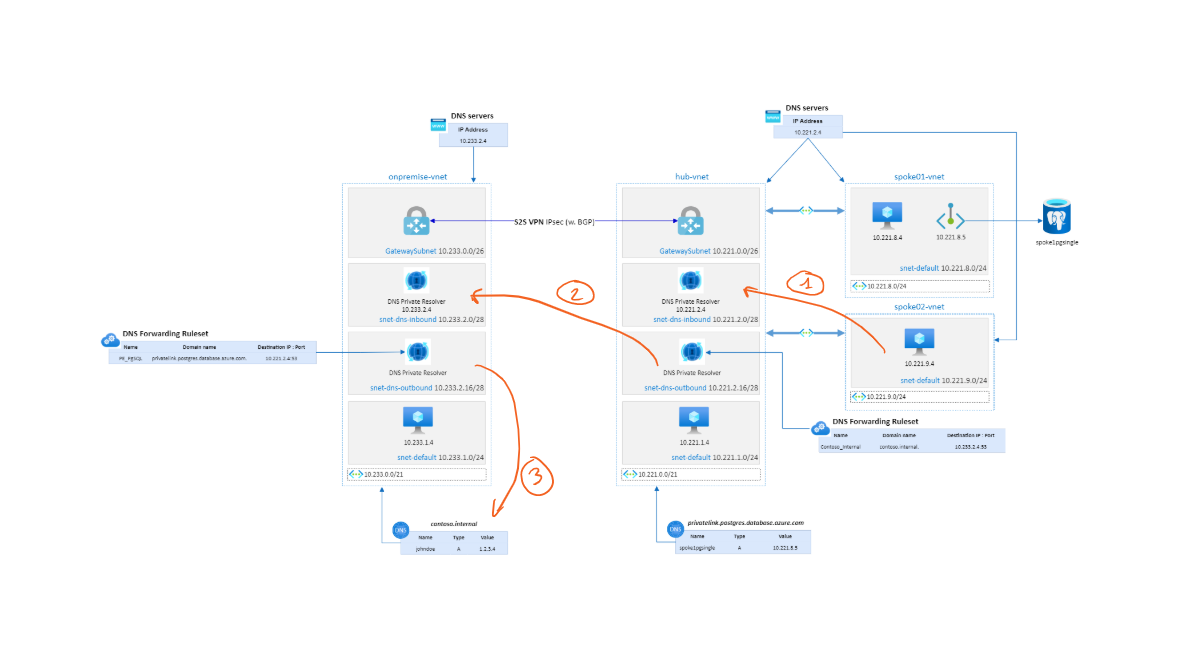 DNS servers
IP Address
10.233.2.4
DNS servers
IP Address
10.221.2.4
onpremise-vnet
hub-vnet
spoke01-vnet
S2S VPN IPsec (w. BGP)
GatewaySubnet 10.233.0.0/26
GatewaySubnet 10.221.0.0/26
10.221.8.4
10.221.8.5
spoke1pgsingle
snet-default 10.221.8.0/24
10.221.8.0/24
1
2
DNS Private Resolver
10.233.2.4
snet-dns-inbound 10.233.2.0/28
DNS Private Resolver
10.221.2.4
snet-dns-inbound 10.221.2.0/28
spoke02-vnet
10.221.9.4
snet-default 10.221.9.0/24
10.221.9.0/24
DNS Forwarding Ruleset
Name Domain name Destination IP : Port
PE_PgSQL privatelink.postgres.database.azure.com. 10.221.2.4:53
DNS Private Resolver
snet-dns-outbound 10.233.2.16/28
DNS Private Resolver
snet-dns-outbound 10.221.2.16/28
DNS Forwarding Ruleset
Name Domain name Destination IP : Port
Contoso_Internal contoso.internal. 10.233.2.4:53
10.233.1.4
snet-default 10.233.1.0/24
10.233.0.0/21
10.221.1.4
snet-default 10.221.1.0/24
10.221.0.0/21
3
DNS
contoso.internal
Name Type Value
johndoe A 1.2.3.4
DNS
privatelink.postgres.database.azure.com
Name Type Value
spoke1pgsingle A 10.221.8.5